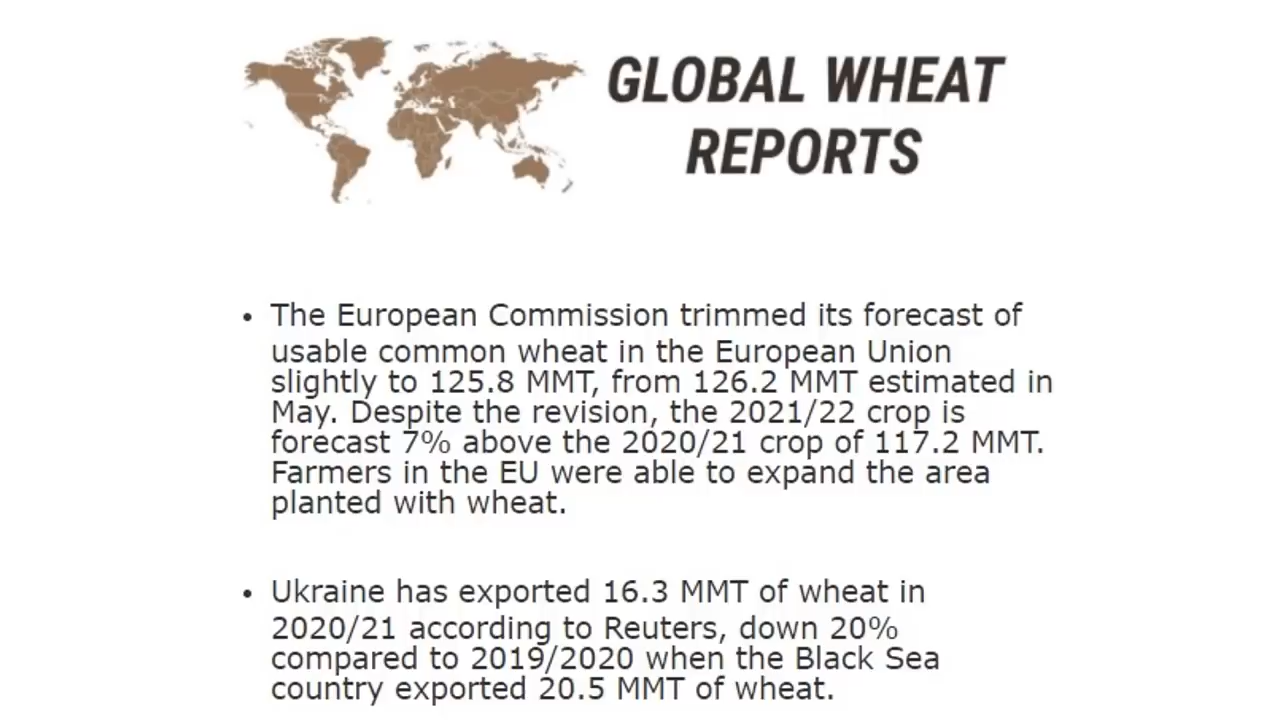 GLOBAL WHEAT
REPORTS
• The European Commission trimmed its forecast of
usable common wheat in the European Union
slightly to 125.8 MMT, from 126.2 MMT estimated in
May. Despite the revision, the 2021/22 crop is
forecast 7% above the 2020/21 crop of 117.2 MMT.
Farmers in the EU were able to expand the area
planted with wheat.
• Ukraine has exported 16.3 MMT of wheat in
2020/21 according to Reuters, down 20%
compared to 2019/2020 when the Black Sea
country exported 20.5 MMT of wheat.